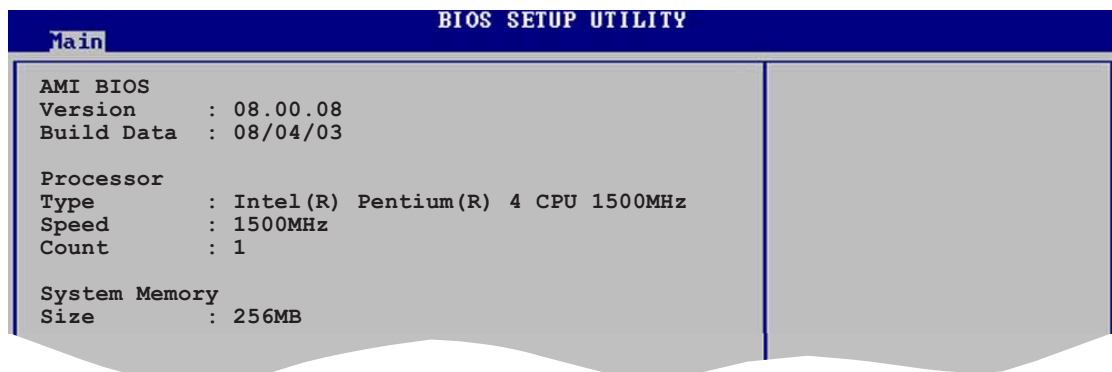 BIOS SETUP UTILITY
Main
AMI BIOS
Version : 08.00.08
Build Data : 08/04/03
Processor
Type : Intel(R) Pentium(R) 4 CPU 1500MHz
Speed : 1500MHz
Count : 1
System Memory
Size : 256MB